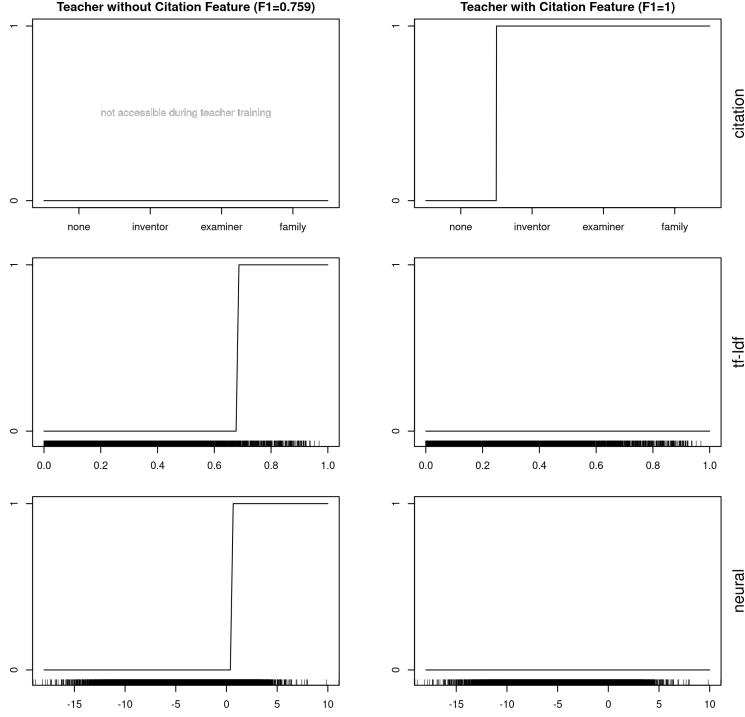 Teacher without Citation Feature (F1=0.759)
Teacher with Citation Feature (F1=1)
1
0
not accessible during teacher training
none inventor examiner family
1
0
none inventor examiner family
citation
1
0
0.0 0.2 0.4 0.6 0.8 1.0
1
0
0.0 0.2 0.4 0.6 0.8 1.0
tf-Idf
1
0
-15 -10 -5 0 5 10
1
0
-15 -10 -5 0 5 10
neural